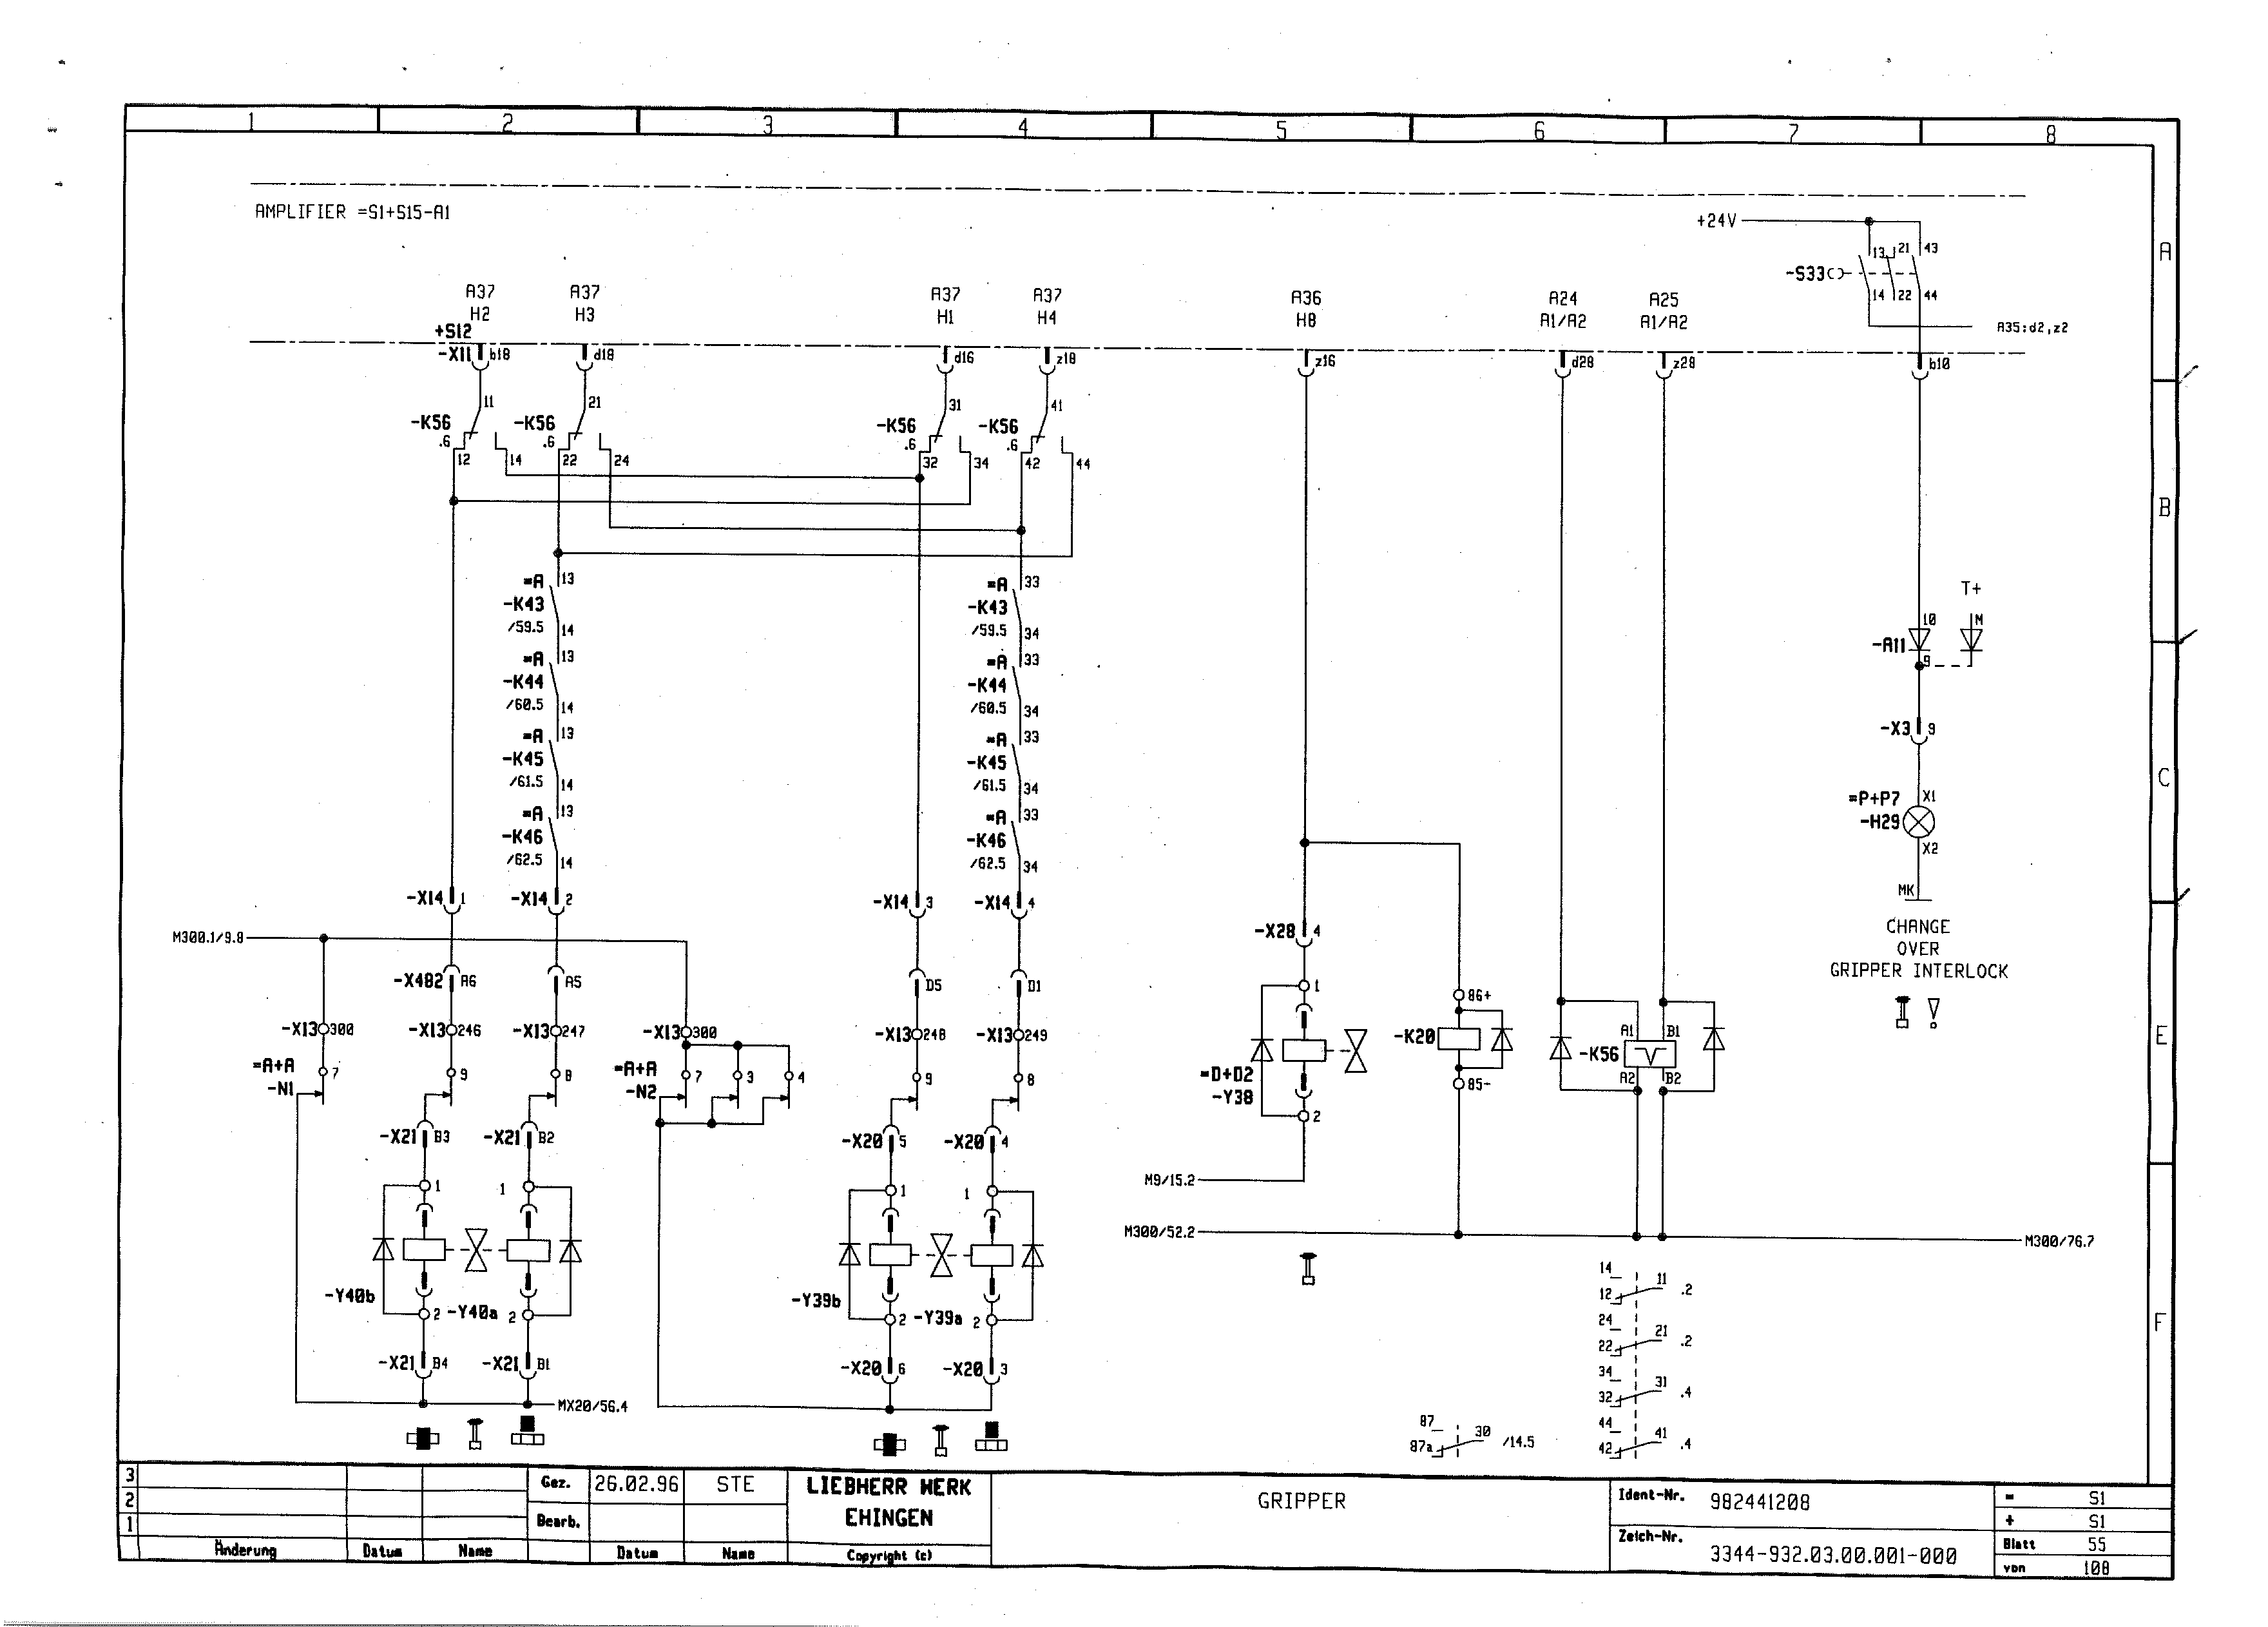 1 2 3 4 5 6 7 8
AMPLIFIER =S1+S15-A1
+24V
A
13 21 43
-S33
14 22 44
A35:d2,z2
A37 A37 A37 A37 A36 A24 A25
H2 H3 H1 H4 H8 A1/A2 A1/A2
+S12
-X11 b18 d18 d16 z18 z16 d28 z28 b10
11 21 31 41
-K56 -K56 -K56 -K56
.6 .6 .6 .6
12 14 22 24 32 34 42 44
B
=A 13 =A 33
-K43 -K43
/59.5 14 /59.5 34
=A 13 =A 33
-K44 -K44
/60.5 14 /60.5 34
=A 13 =A 33
-K45 -K45
/61.5 14 /61.5 34
=A 13 =A 33
-K46 -K46
/62.5 14 /62.5 34
T+
10 M
-A11
9
-X3 9
C
=P+P7 X1
-H29
X2
MK
CHANGE
OVER
GRIPPER INTERLOCK
-X14 1 -X14 2 -X14 3 -X14 4
M300.1/9.8
-X28 4
-X482 A6 A5 D5 D1
-X13 300 -X13 246 -X13 247 -X13 300 -X13 248 -X13 249
=A+A 7 9 8 =A+A 7 3 4 9 8
-N1 -N2
1
=D+D2
-Y38
2
86+
-K20
85-
A1 B1
-K56
A2 B2
E
-X21 B3 -X21 B2 -X20 5 -X20 4
M9/15.2
1 1 1 1
M300/52.2 M300/76.7
-Y40b 2 -Y40a 2 -Y39b 2 -Y39a 2
-X21 B4 -X21 B1 -X20 6 -X20 3
MX20/56.4
14 11
12 .2
24 21
22 .2
34 31
32 .4
44 41
42 .4
87 30
87a /14.5
F
3
2
1
Änderung Datum Name
Gez. 26.02.96 STE
Bearb.
Datum Name
LIEBHERR WERK
EHINGEN
Copyright (c)
GRIPPER
Ident-Nr. 982441208
Zeich-Nr. 3344-932.03.00.001-000
= S1
+ S1
Blatt 55
von 108